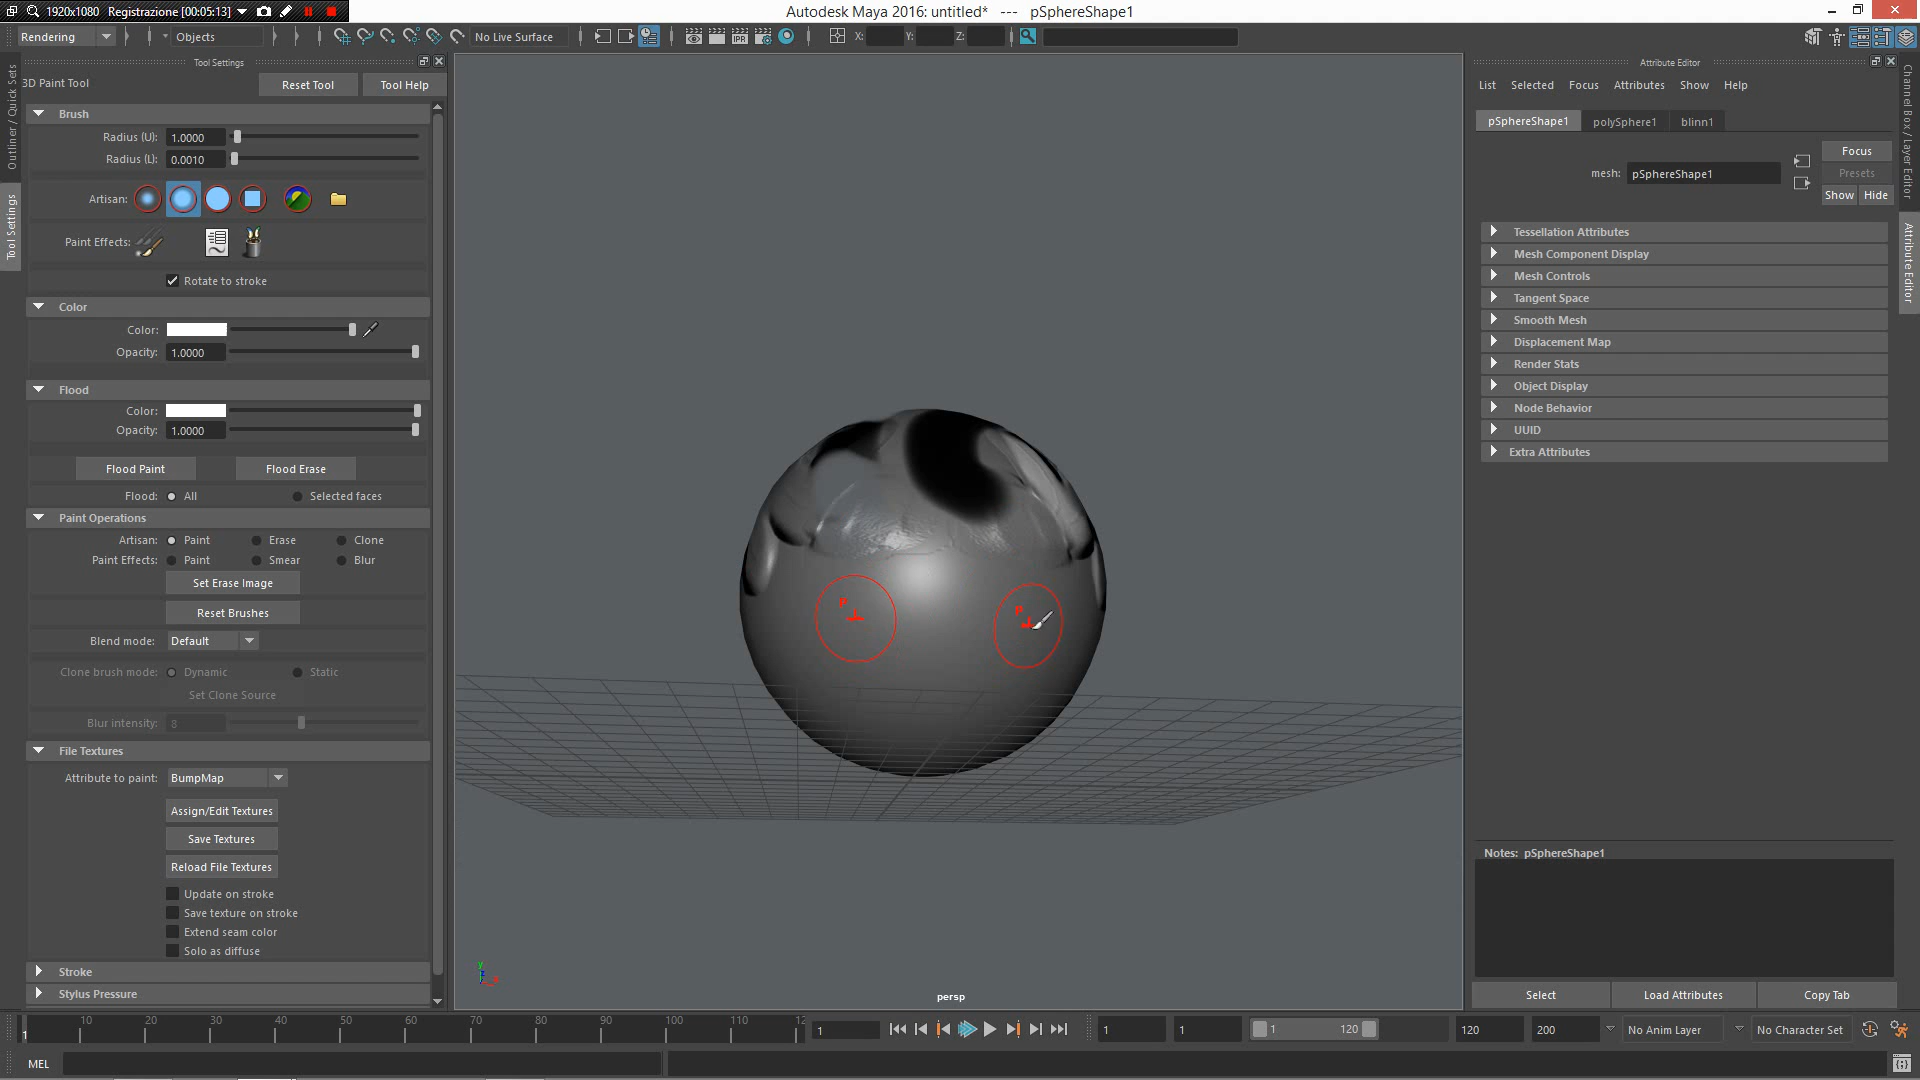 1920x1080 Registrazione [00:05:13]
Autodesk Maya 2016: untitled* --- pSphereShape1
Rendering
Objects
No Live Surface
X:
Y:
Z:
Tool Settings
3D Paint Tool
Reset Tool
Tool Help
Brush
Radius (U): 1.0000
Radius (L): 0.0010
Artisan:
Paint Effects:
Rotate to stroke
Color
Color:
Opacity: 1.0000
Flood
Color:
Opacity: 1.0000
Flood Paint
Flood Erase
Flood: All Selected faces
Paint Operations
Artisan: Paint Erase Clone
Paint Effects: Paint Smear Blur
Set Erase Image
Reset Brushes
Blend mode: Default
Clone brush mode: Dynamic Static
Set Clone Source
Blur intensity: 8
File Textures
Attribute to paint: BumpMap
Assign/Edit Textures
Save Textures
Reload File Textures
Update on stroke
Save texture on stroke
Extend seam color
Solo as diffuse
Stroke
Stylus Pressure
Outliner / Quick Sets
Tool Settings
P
P
y
persp
Attribute Editor
List Selected Focus Attributes Show Help
pSphereShape1 polySphere1 blinn1
mesh: pSphereShape1
Focus
Presets
Show Hide
Tessellation Attributes
Mesh Component Display
Mesh Controls
Tangent Space
Smooth Mesh
Displacement Map
Render Stats
Object Display
Node Behavior
UUID
Extra Attributes
Notes: pSphereShape1
Select
Load Attributes
Copy Tab
Channel Box / Layer Editor
Attribute Editor
1 10 20 30 40 50 60 70 80 90 100 110 12
1
1
1
1 120
120
200
No Anim Layer
No Character Set
MEL